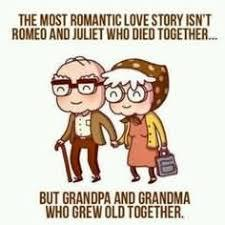 THE MOST ROMANTIC LOVE STORY ISN'T
ROMEO AND JULIET WHO DIED TOGETHER...
BUT GRANDPA AND GRANDMA
WHO GREW OLD TOGETHER.